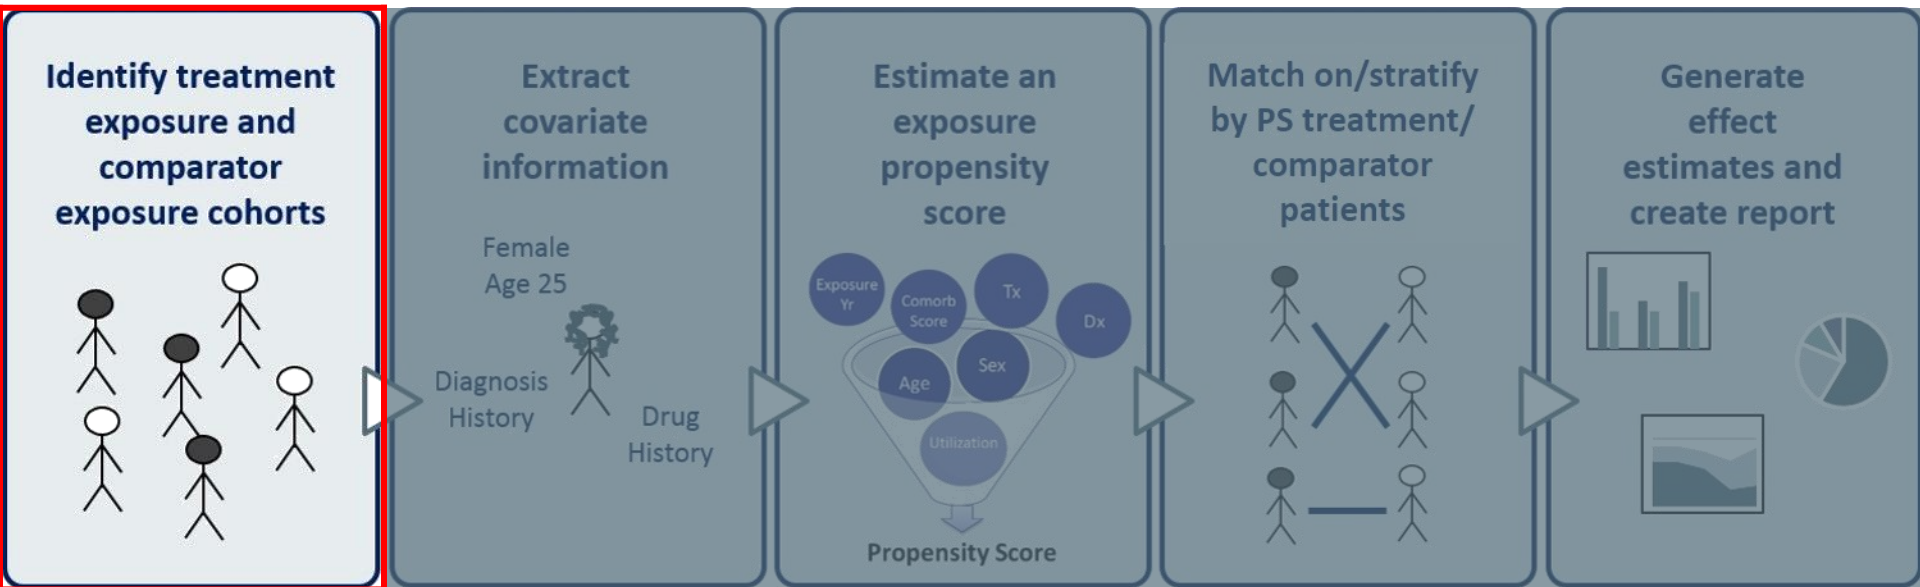 Identify treatment
exposure and
comparator
exposure cohorts
Extract
covariate
information
Female
Age 25
Diagnosis
History
Drug
History
Estimate an
exposure
propensity
score
Exposure
Yr
Comorb
Score
Tx
Dx
Age
Sex
Utilization
Propensity Score
Match on/stratify
by PS treatment/
comparator
patients
Generate
effect
estimates and
create report